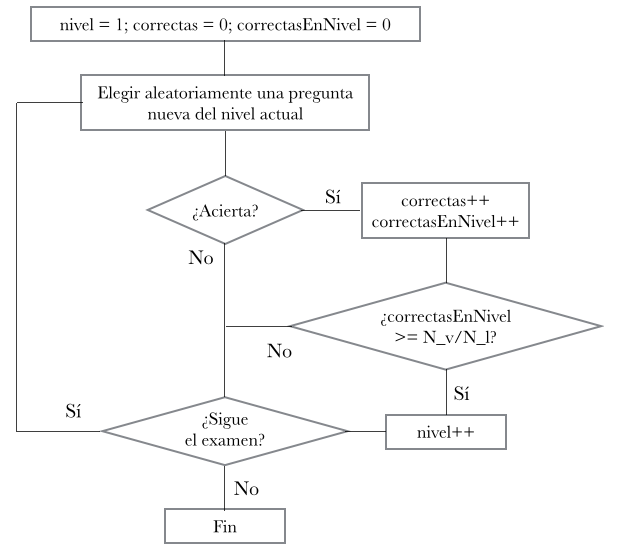 nivel = 1; correctas = 0; correctasEnNivel = 0
Elegir aleatoriamente una pregunta
nueva del nivel actual
¿Acierta?
Sí
correctas++
correctasEnNivel++
No
¿correctasEnNivel
>= N_v/N_l?
No
Sí
nivel++
¿Sigue
el examen?
Sí
No
Fin